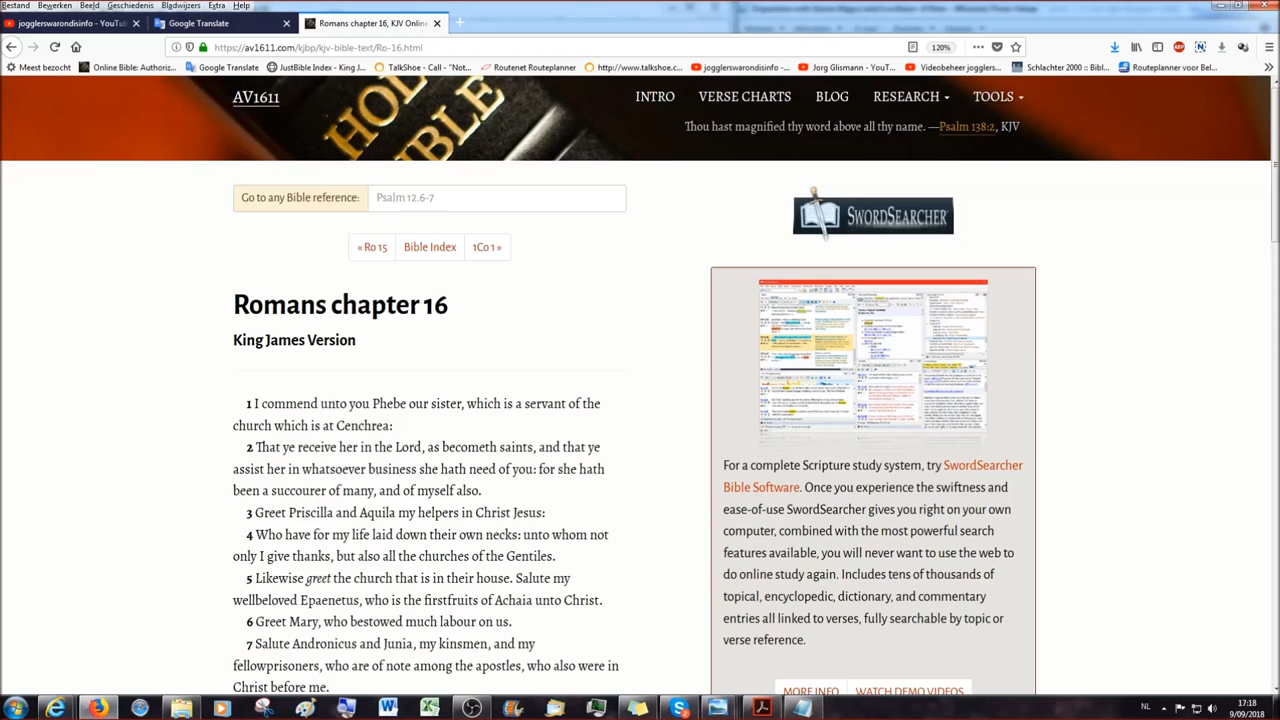 Bestand Bewerken Beeld Geschiedenis Bladwijzers Extra Help
jogglerswarondisinfo - YouTu
Google Translate
Romans chapter 16, KJV Online
https://av1611.com/kjbp/kjv-bible-text/Ro-16.html
120%
Meest bezocht
Online Bible: Authoriz...
Google Translate
JustBible Index - King J...
TalkShoe - Call - "Not...
Routenet Routeplanner
http://www.talkshoe.c...
jogglerswarondisinfo -...
Jorg Glismann - YouT...
Videobeheer jogglers...
Schlachter 2000 :: Bibl...
Routeplanner voor Bel...
HOLY
BIBLE
AV1611
INTRO VERSE CHARTS BLOG RESEARCH TOOLS
Thou hast magnified thy word above all thy name. —Psalm 138:2, KJV
Go to any Bible reference: Psalm 12.6-7
« Ro 15 Bible Index 1Co 1 »
Romans chapter 16
King James Version
commend unto you Phebe our sister, which is a servant of the
church which is at Cenchrea:
2 That ye receive her in the Lord, as becometh saints, and that ye
assist her in whatsoever business she hath need of you: for she hath
been a succourer of many, and of myself also.
3 Greet Priscilla and Aquila my helpers in Christ Jesus:
4 Who have for my life laid down their own necks: unto whom not
only I give thanks, but also all the churches of the Gentiles.
5 Likewise greet the church that is in their house. Salute my
wellbeloved Epaenetus, who is the firstfruits of Achaia unto Christ.
6 Greet Mary, who bestowed much labour on us.
7 Salute Andronicus and Junia, my kinsmen, and my
fellowprisoners, who are of note among the apostles, who also were in
Christ before me.
SWORDSEARCHER
For a complete Scripture study system, try SwordSearcher
Bible Software. Once you experience the swiftness and
ease-of-use SwordSearcher gives you right on your own
computer, combined with the most powerful search
features available, you will never want to use the web to
do online study again. Includes tens of thousands of
topical, encyclopedic, dictionary, and commentary
entries all linked to verses, fully searchable by topic or
verse reference.
MORE INFO WATCH DEMO VIDEOS
NL
17:18
9/09/2018